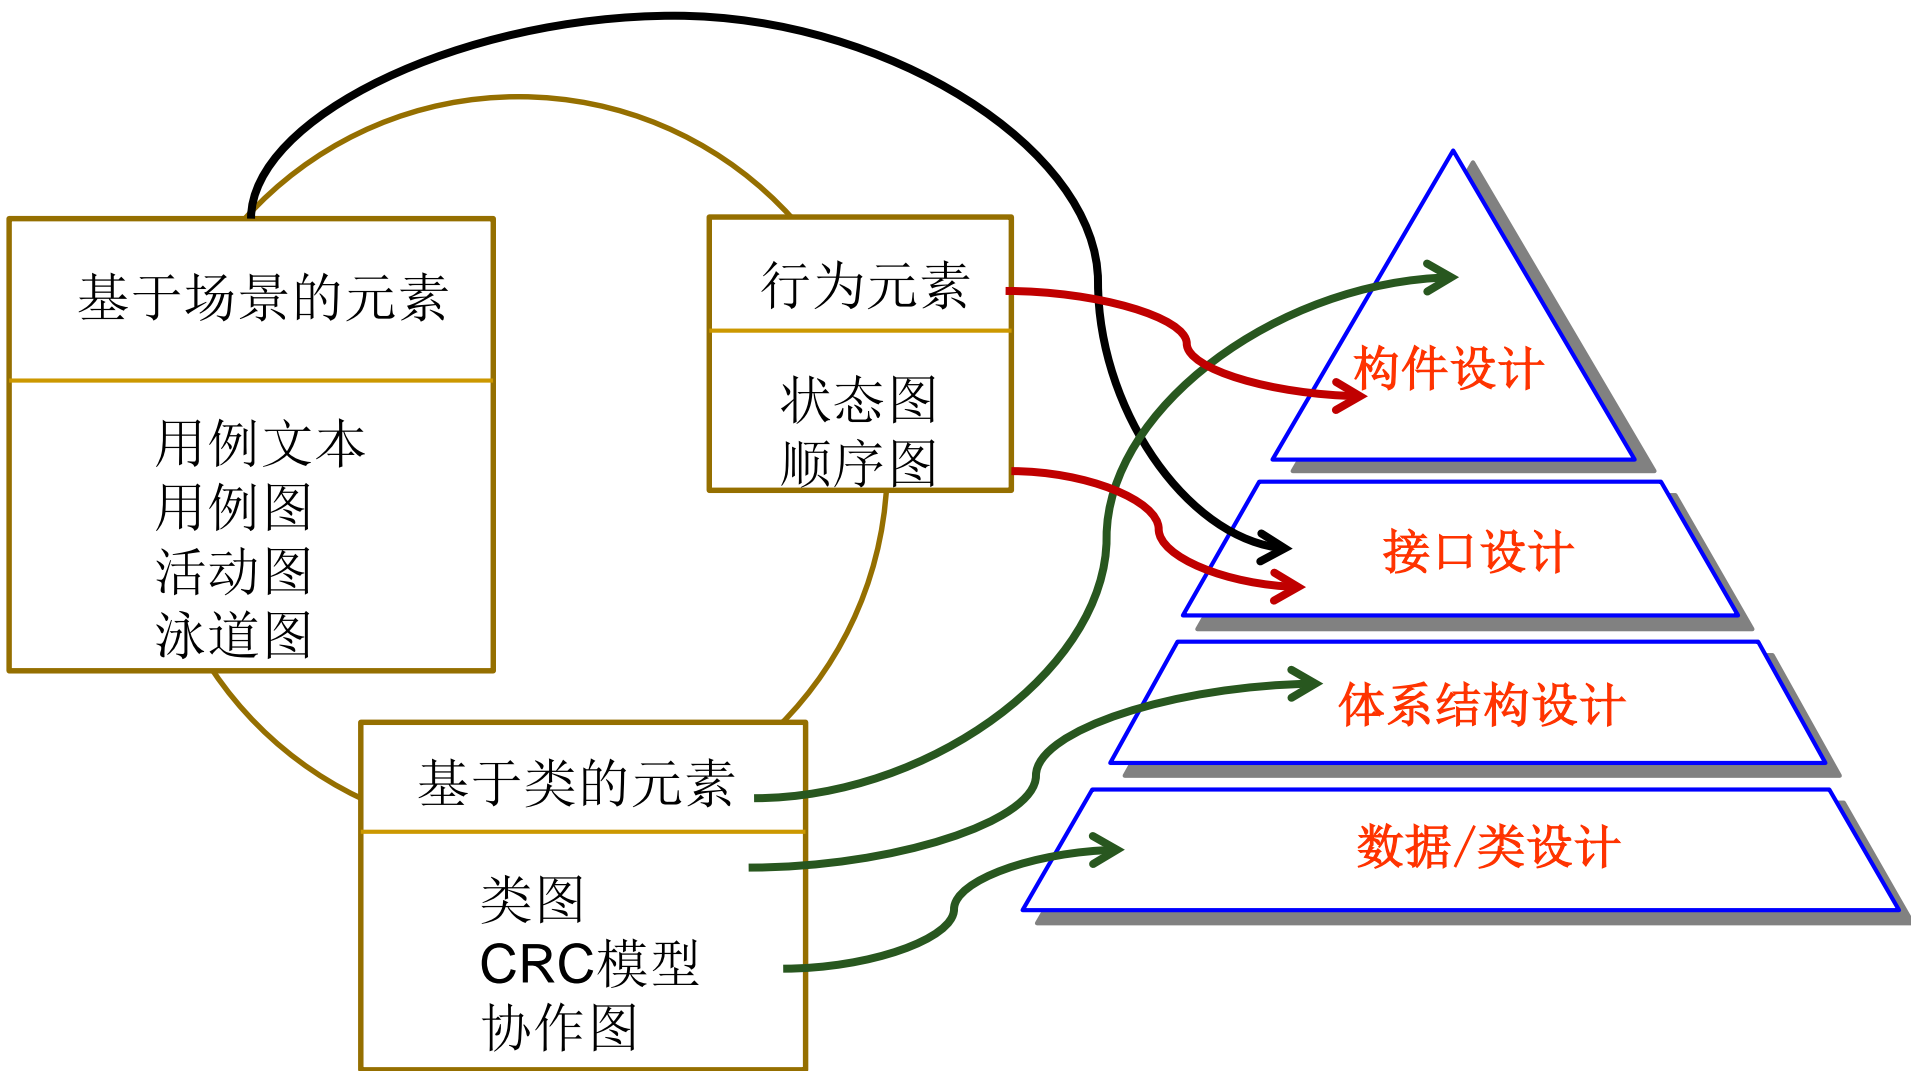 基于场景的元素
用例文本
用例图
活动图
泳道图
行为元素
状态图
顺序图
基于类的元素
类图
CRC模型
协作图
构件设计
接口设计
体系结构设计
数据/类设计